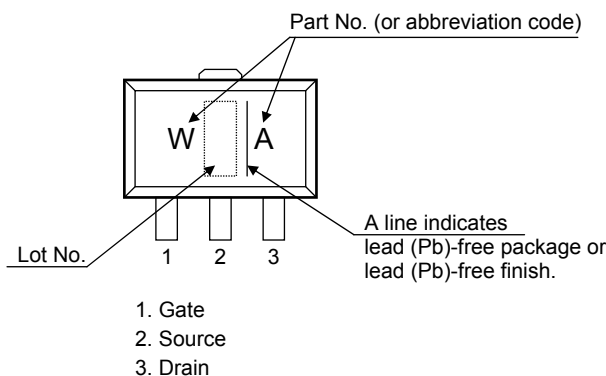 Part No. (or abbreviation code)
W A
Lot No.
1 2 3
A line indicates
lead (Pb)-free package or
lead (Pb)-free finish.
1. Gate
2. Source
3. Drain